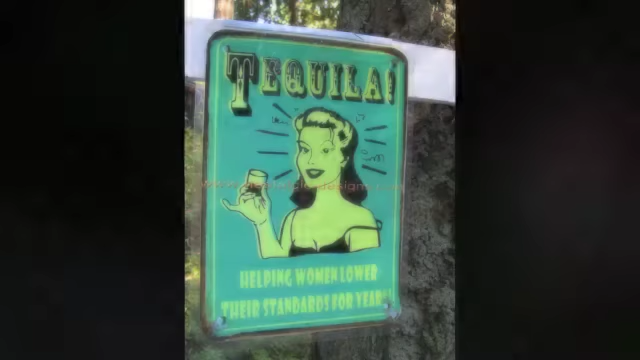 TEQUILA!
HELPING WOMEN LOWER
THEIR STANDARDS FOR YEARS!